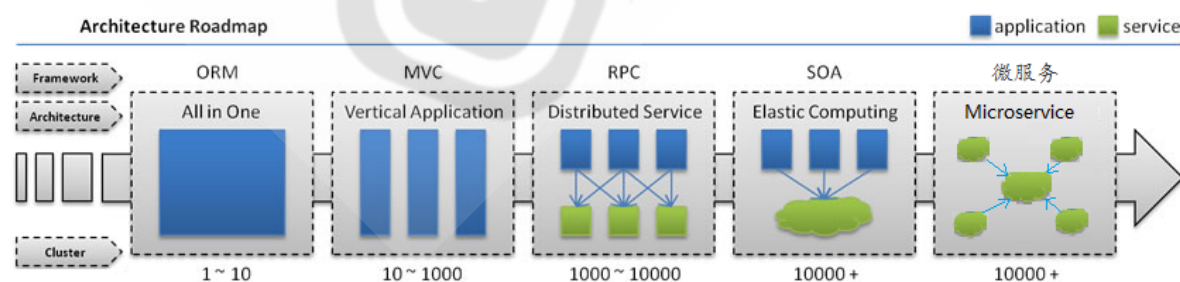 Architecture Roadmap
application
service
Framework
ORM
MVC
RPC
SOA
微服务
Architecture
All in One
Vertical Application
Distributed Service
Elastic Computing
Microservice
Cluster
1 ~ 10
10 ~ 1000
1000 ~ 10000
10000 +
10000 +